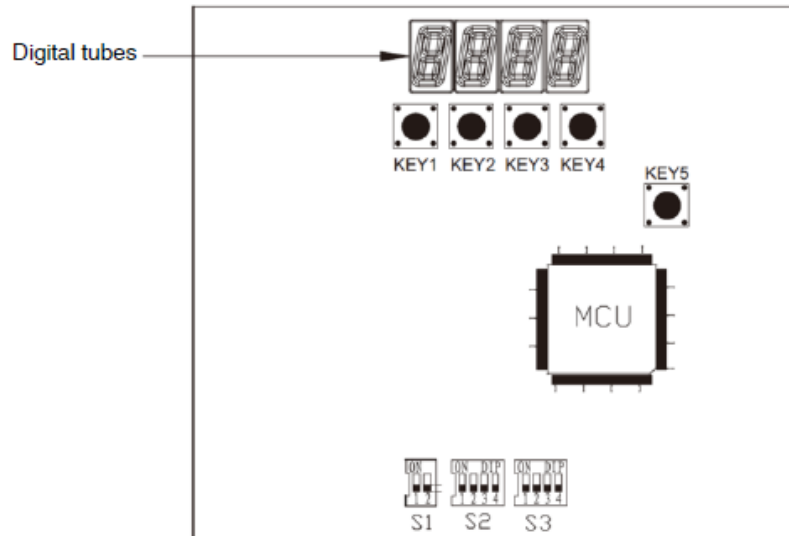 Digital tubes
8888
KEY1 KEY2 KEY3 KEY4
KEY5
MCU
ON ON DIP ON DIP
1 2 1 2 3 4 1 2 3 4
S1 S2 S3